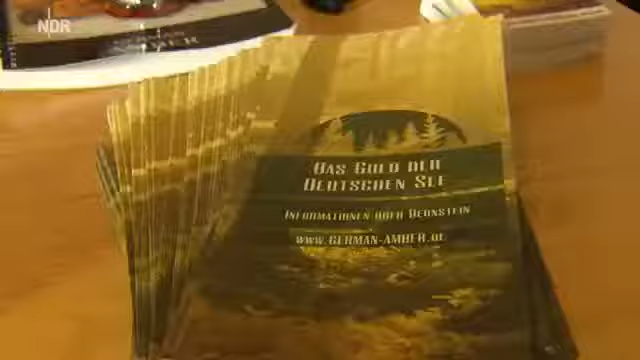 NDR
Das Gold der
Deutschen See
Informationen über Bernstein
www.german-amber.de